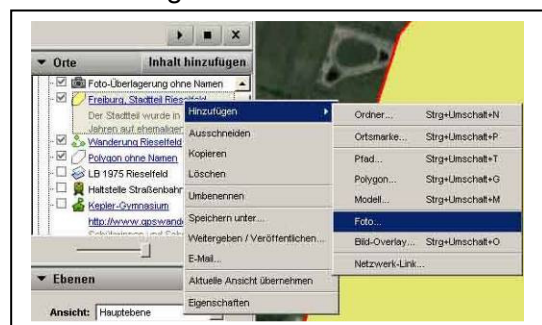 Orte
Inhalt hinzufügen
Foto-Überlagerung ohne Namen
Freiburg, Stadtteil Rieselfeld
Der Stadtteil wurde in
Jahren auf ehemaligen
Wanderung Rieselfeld
Polygon ohne Namen
LB 1975 Rieselfeld
Haltstelle Straßenbahn
Kepler-Gymnasium
http://www.gpswand
Hinzufügen
Ausschneiden
Kopieren
Löschen
Umbenennen
Speichern unter...
Weitergeben / Veröffentlichen...
E-Mail...
Aktuelle Ansicht übernehmen
Eigenschaften
Ordner... Strg+Umschalt+N
Ortsmarke... Strg+Umschalt+P
Pfad... Strg+Umschalt+T
Polygon... Strg+Umschalt+G
Modell... Strg+Umschalt+M
Foto...
Bild-Overlay... Strg+Umschalt+O
Netzwerk-Link...
Ebenen
Ansicht: Hauptebene